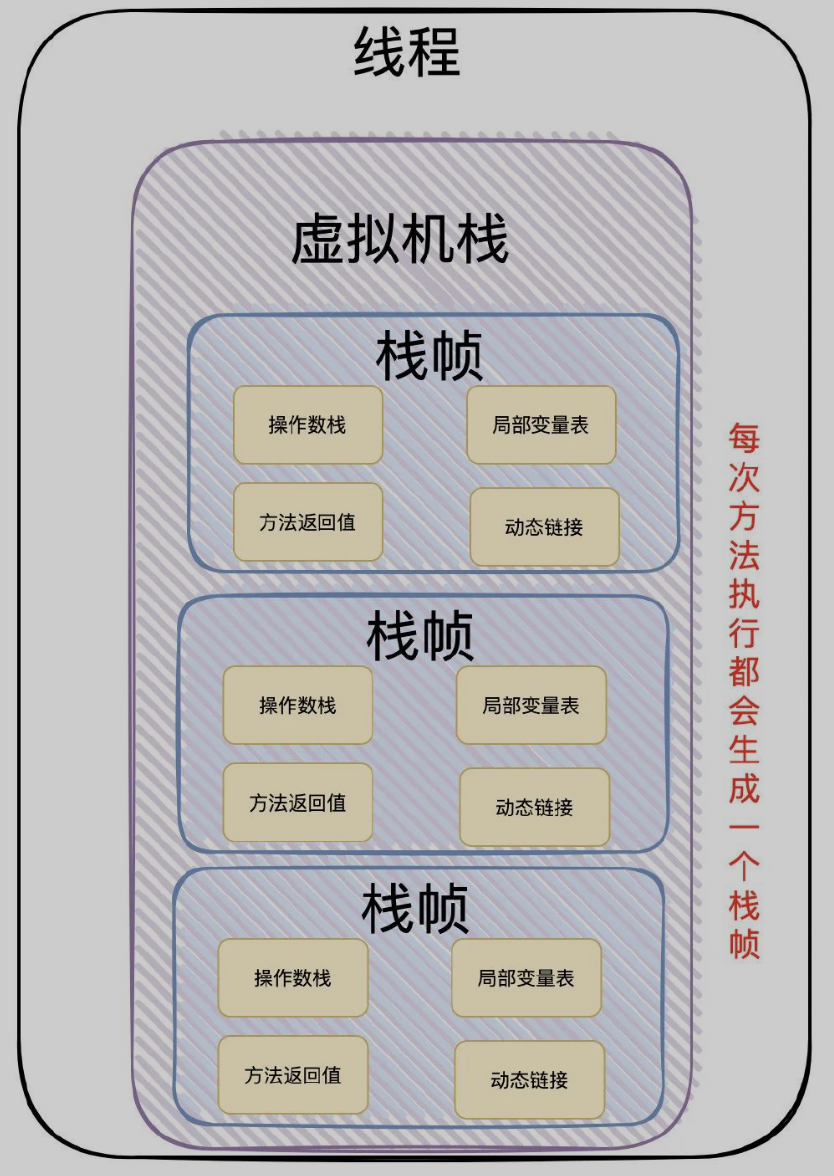 线程
虚拟机栈
栈帧
操作数栈
局部变量表
方法返回值
动态链接
栈帧
操作数栈
局部变量表
方法返回值
动态链接
栈帧
操作数栈
局部变量表
方法返回值
动态链接
每次方法执行都会生成一个栈帧